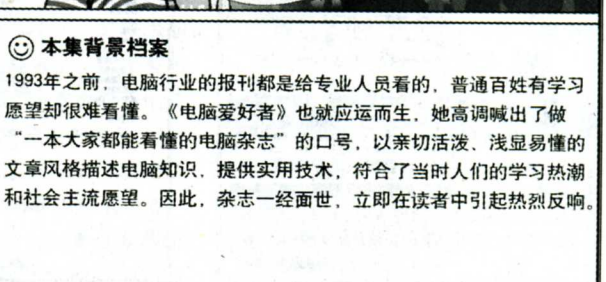 本集背景档案
1993年之前，电脑行业的报刊都是给专业人员看的，普通百姓有学习
愿望却很难看懂。《电脑爱好者》也就应运而生，她高调喊出了做
“一本大家都能看懂的电脑杂志”的口号，以亲切活泼、浅显易懂的
文章风格描述电脑知识，提供实用技术，符合了当时人们的学习热潮
和社会主流愿望。因此，杂志一经面世，立即在读者中引起热烈反响。